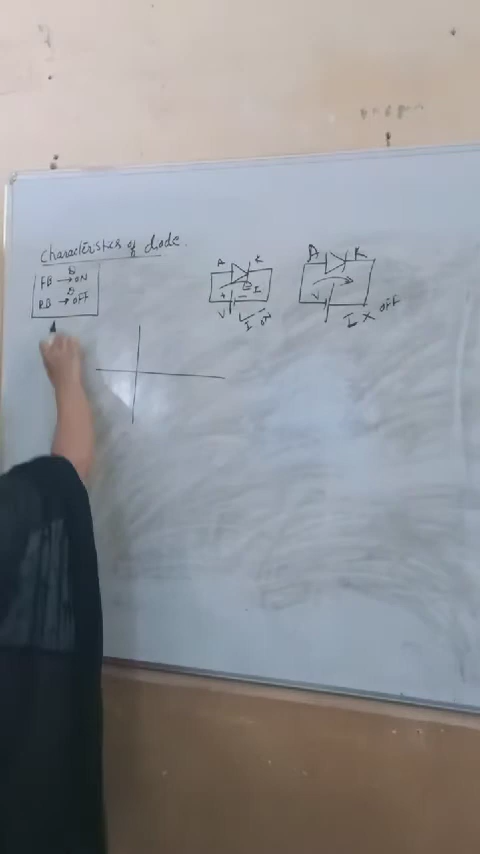 Characteristics of diode.
D
FB → ON
D
RB → OFF
A K
+ - I
V
I ON
A K
V
I X OFF